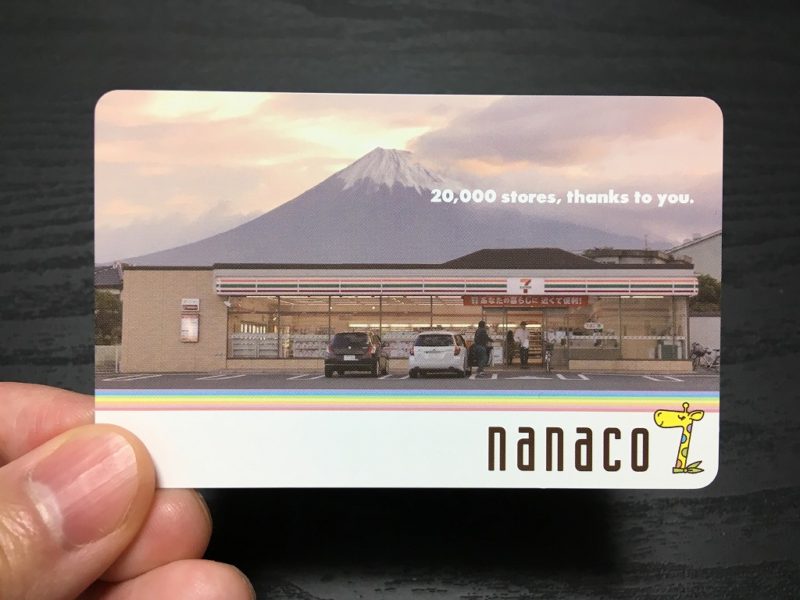 20,000 stores, thanks to you.
7
あなたの暮らしに 近くて便利!
nanaco